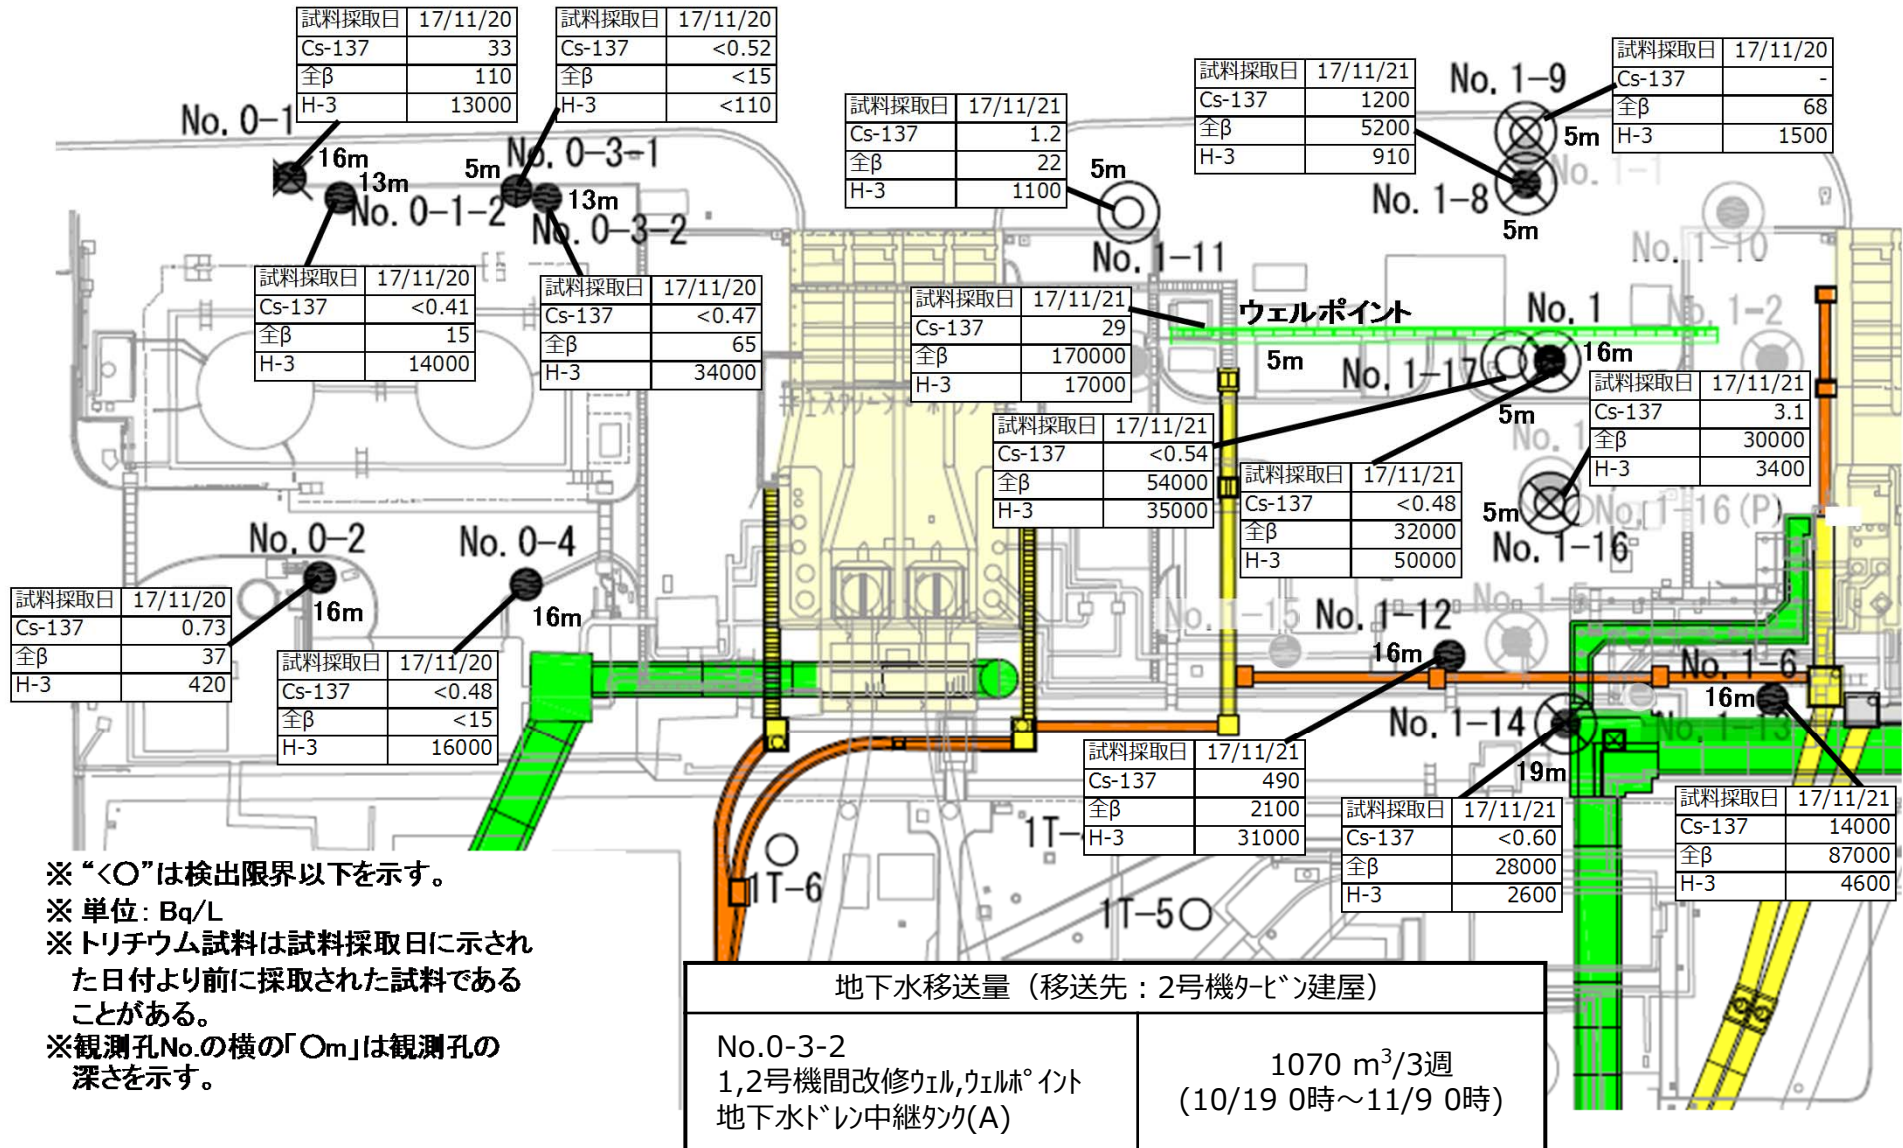 試料採取日 17/11/20
Cs-137 33
全β 110
H-3 13000
試料採取日 17/11/20
Cs-137 <0.52
全β <15
H-3 <110
試料採取日 17/11/21
Cs-137 1.2
全β 22
H-3 1100
試料採取日 17/11/21
Cs-137 1200
全β 5200
H-3 910
試料採取日 17/11/20
Cs-137 -
全β 68
H-3 1500
No. 0-1
16m
13m
No. 0-1-2
5m
No. 0-3-1
13m
No. 0-3-2
5m
No. 1-11
No. 1-9
5m
No. 1-1
No. 1-8
5m
No. 1-10
試料採取日 17/11/20
Cs-137 <0.41
全β 15
H-3 14000
試料採取日 17/11/20
Cs-137 <0.47
全β 65
H-3 34000
試料採取日 17/11/21
Cs-137 29
全β 170000
H-3 17000
ウェルポイント
5m
No. 1
16m
No. 1-2
No. 1-17
5m
試料採取日 17/11/21
Cs-137 3.1
全β 30000
H-3 3400
試料採取日 17/11/21
Cs-137 <0.54
全β 54000
H-3 35000
試料採取日 17/11/21
Cs-137 <0.48
全β 32000
H-3 50000
5m
No. 1-16(P)
No. 1-16
No. 0-2
16m
No. 0-4
16m
試料採取日 17/11/20
Cs-137 0.73
全β 37
H-3 420
試料採取日 17/11/20
Cs-137 <0.48
全β <15
H-3 16000
No. 1-15
No. 1-12
16m
No. 1-5
No. 1-6
16m
No. 1-14
19m
No. 1-13
試料採取日 17/11/21
Cs-137 490
全β 2100
H-3 31000
試料採取日 17/11/21
Cs-137 <0.60
全β 28000
H-3 2600
試料採取日 17/11/21
Cs-137 14000
全β 87000
H-3 4600
1T-6
1T-5
※ “<〇”は検出限界以下を示す。
※ 単位: Bq/L
※ トリチウム試料は試料採取日に示され
た日付より前に採取された試料である
ことがある。
※観測孔No.の横の「〇m」は観測孔の
深さを示す。
地下水移送量（移送先：2号機ﾀｰﾋﾞﾝ建屋）
No.0-3-2
1,2号機間改修ｳｪﾙ,ｳｪﾙﾎﾟｲﾝﾄ
地下水ﾄﾞﾚﾝ中継ﾀﾝｸ(A)
1070 m³/3週
(10/19 0時～11/9 0時)